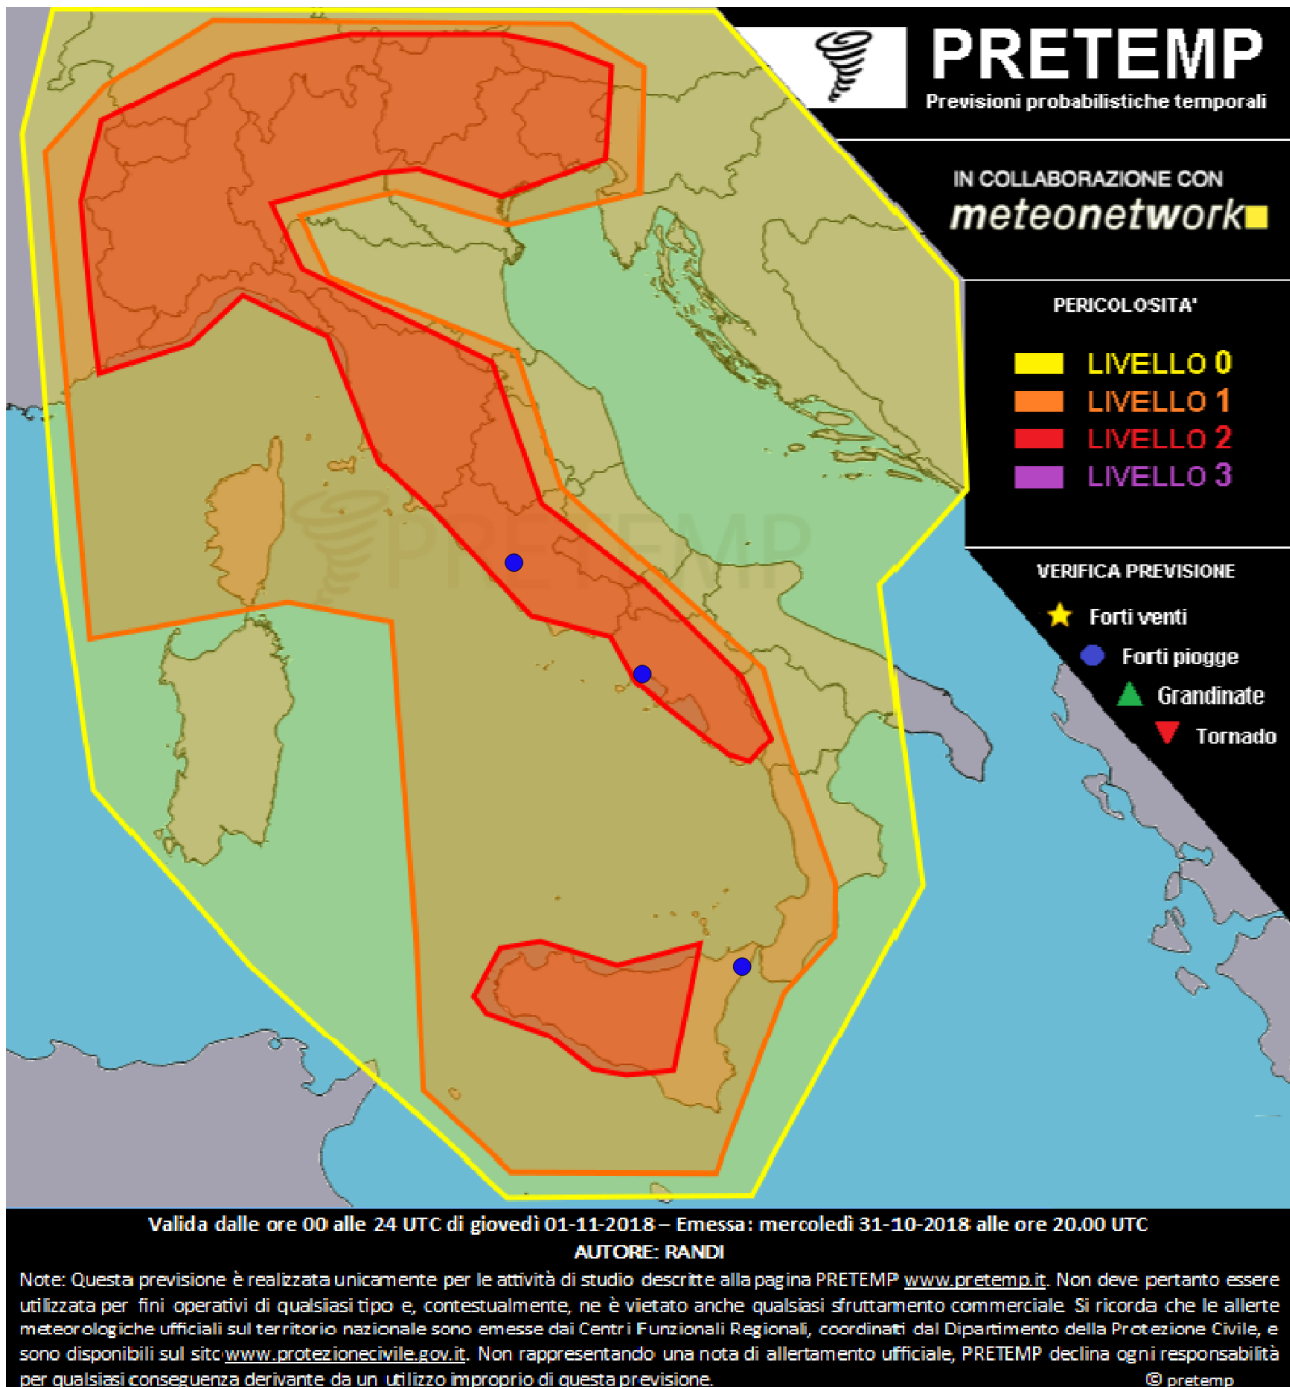 PRETEMP
Previsioni probabilistiche temporali
IN COLLABORAZIONE CON
meteonetwork
PERICOLOSITA'
LIVELLO 0
LIVELLO 1
LIVELLO 2
LIVELLO 3
VERIFICA PREVISIONE
Forti venti
Forti piogge
Grandinate
Tornado
PRETEMP
Valida dalle ore 00 alle 24 UTC di giovedì 01-11-2018 – Emessa: mercoledì 31-10-2018 alle ore 20.00 UTC
AUTORE: RANDI
Note: Questa previsione è realizzata unicamente per le attività di studio descritte alla pagina PRETEMP www.pretemp.it. Non deve pertanto essere
utilizzata per fini operativi di qualsiasi tipo e, contestualmente, ne è vietato anche qualsiasi sfruttamento commerciale. Si ricorda che le allerte
meteorologiche ufficiali sul territorio nazionale sono emesse dai Centri Funzionali Regionali, coordinati dal Dipartimento della Protezione Civile, e
sono disponibili sul sito www.protezionecivile.gov.it. Non rappresentando una nota di allertamento ufficiale, PRETEMP declina ogni responsabilità
per qualsiasi conseguenza derivante da un utilizzo improprio di questa previsione.
© pretemp